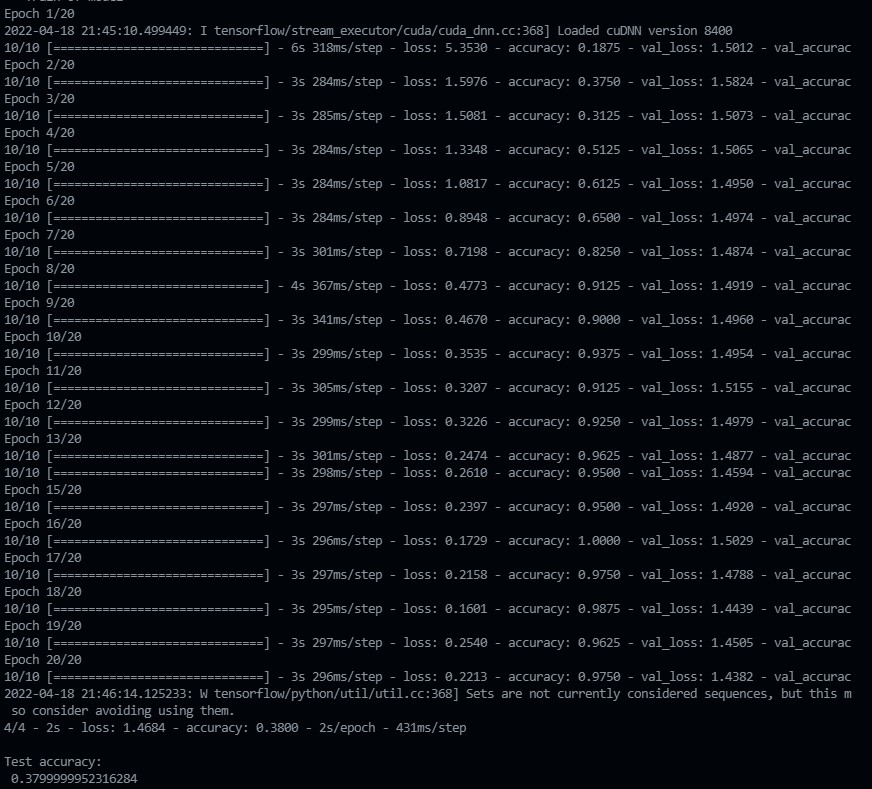 Epoch 1/20
2022-04-18 21:45:10.499449: I tensorflow/stream_executor/cuda/cuda_dnn.cc:368] Loaded cuDNN version 8400
10/10 [==============================] - 6s 318ms/step - loss: 5.3530 - accuracy: 0.1875 - val_loss: 1.5012 - val_accurac
Epoch 2/20
10/10 [==============================] - 3s 284ms/step - loss: 1.5976 - accuracy: 0.3750 - val_loss: 1.5824 - val_accurac
Epoch 3/20
10/10 [==============================] - 3s 285ms/step - loss: 1.5081 - accuracy: 0.3125 - val_loss: 1.5073 - val_accurac
Epoch 4/20
10/10 [==============================] - 3s 284ms/step - loss: 1.3348 - accuracy: 0.5125 - val_loss: 1.5065 - val_accurac
Epoch 5/20
10/10 [==============================] - 3s 284ms/step - loss: 1.0817 - accuracy: 0.6125 - val_loss: 1.4950 - val_accurac
Epoch 6/20
10/10 [==============================] - 3s 284ms/step - loss: 0.8948 - accuracy: 0.6500 - val_loss: 1.4974 - val_accurac
Epoch 7/20
10/10 [==============================] - 3s 301ms/step - loss: 0.7198 - accuracy: 0.8250 - val_loss: 1.4874 - val_accurac
Epoch 8/20
10/10 [==============================] - 4s 367ms/step - loss: 0.4773 - accuracy: 0.9125 - val_loss: 1.4919 - val_accurac
Epoch 9/20
10/10 [==============================] - 3s 341ms/step - loss: 0.4670 - accuracy: 0.9000 - val_loss: 1.4960 - val_accurac
Epoch 10/20
10/10 [==============================] - 3s 299ms/step - loss: 0.3535 - accuracy: 0.9375 - val_loss: 1.4954 - val_accurac
Epoch 11/20
10/10 [==============================] - 3s 305ms/step - loss: 0.3207 - accuracy: 0.9125 - val_loss: 1.5155 - val_accurac
Epoch 12/20
10/10 [==============================] - 3s 299ms/step - loss: 0.3226 - accuracy: 0.9250 - val_loss: 1.4979 - val_accurac
Epoch 13/20
10/10 [==============================] - 3s 301ms/step - loss: 0.2474 - accuracy: 0.9625 - val_loss: 1.4877 - val_accurac
10/10 [==============================] - 3s 298ms/step - loss: 0.2610 - accuracy: 0.9500 - val_loss: 1.4594 - val_accurac
Epoch 15/20
10/10 [==============================] - 3s 297ms/step - loss: 0.2397 - accuracy: 0.9500 - val_loss: 1.4920 - val_accurac
Epoch 16/20
10/10 [==============================] - 3s 296ms/step - loss: 0.1729 - accuracy: 1.0000 - val_loss: 1.5029 - val_accurac
Epoch 17/20
10/10 [==============================] - 3s 297ms/step - loss: 0.2158 - accuracy: 0.9750 - val_loss: 1.4788 - val_accurac
Epoch 18/20
10/10 [==============================] - 3s 295ms/step - loss: 0.1601 - accuracy: 0.9875 - val_loss: 1.4439 - val_accurac
Epoch 19/20
10/10 [==============================] - 3s 297ms/step - loss: 0.2540 - accuracy: 0.9625 - val_loss: 1.4505 - val_accurac
Epoch 20/20
10/10 [==============================] - 3s 296ms/step - loss: 0.2213 - accuracy: 0.9750 - val_loss: 1.4382 - val_accurac
2022-04-18 21:46:14.125233: W tensorflow/python/util/util.cc:368] Sets are not currently considered sequences, but this m
so consider avoiding using them.
4/4 - 2s - loss: 1.4684 - accuracy: 0.3800 - 2s/epoch - 431ms/step
Test accuracy:
0.3799999952316284